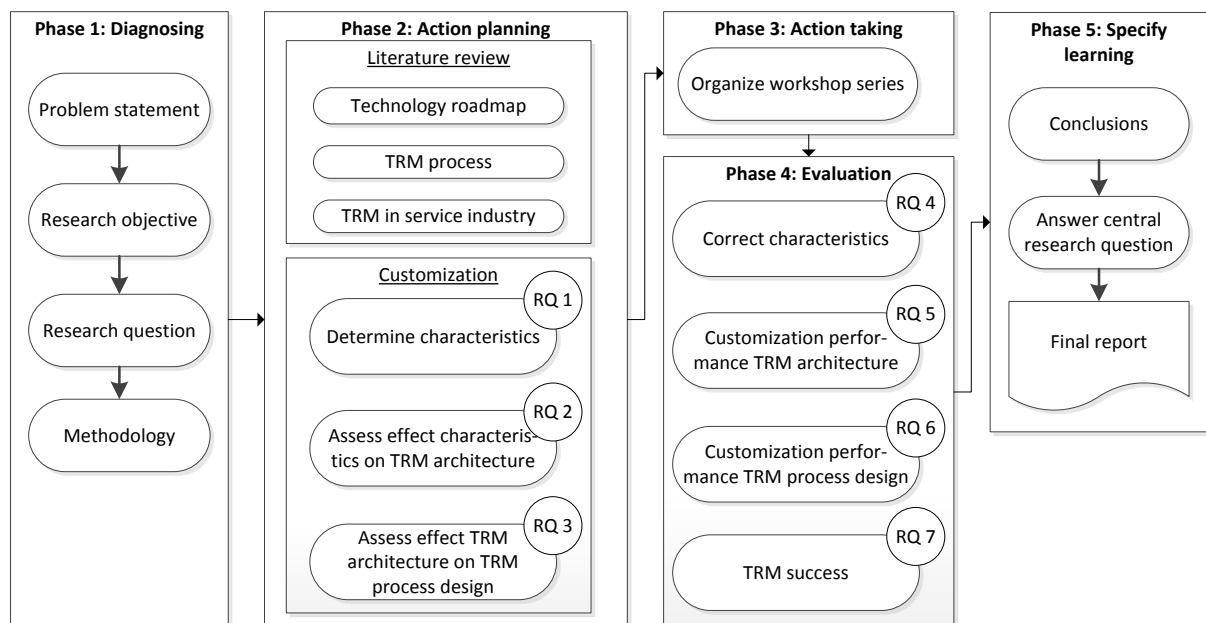 Phase 1: Diagnosing
Problem statement
Research objective
Research question
Methodology
Phase 2: Action planning
Literature review
Technology roadmap
TRM process
TRM in service industry
Customization
RQ 1
Determine characteristics
RQ 2
Assess effect characteris-
tics on TRM architecture
RQ 3
Assess effect TRM
architecture on TRM
process design
Phase 3: Action taking
Organize workshop series
Phase 4: Evaluation
RQ 4
Correct characteristics
RQ 5
Customization perfor-
mance TRM architecture
RQ 6
Customization perfor-
mance TRM process design
RQ 7
TRM success
Phase 5: Specify
learning
Conclusions
Answer central
research question
Final report